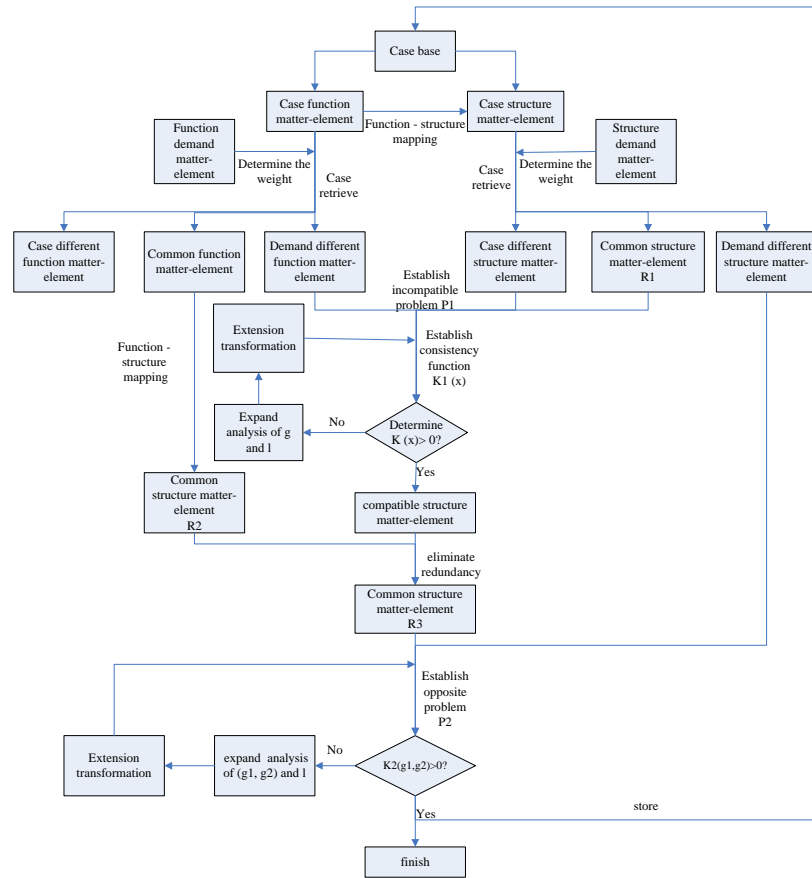 Case base
Case function
matter-element
Case structure
matter-element
Function - structure
mapping
Function
demand
matter-
element
Determine the
weight
Case
retrieve
Case
retrieve
Determine the
weight
Structure
demand
matter-
element
Case different
function matter-
element
Common function
matter-element
Demand different
function matter-
element
Case different
structure matter-
element
Common structure
matter-element
R1
Demand different
structure matter-
element
Establish
incompatible
problem P1
Extension
transformation
Establish
consistency
function
K1 (x)
Function -
structure
mapping
Expand
analysis of g
and l
No
Determine
K (x)> 0?
Yes
Common
structure matter-
element
R2
compatible structure
matter-element
eliminate
redundancy
Common structure
matter-element
R3
Establish
opposite
problem
P2
Extension
transformation
expand analysis
of (g1, g2) and l
No
K2(g1,g2)>0?
Yes
store
finish